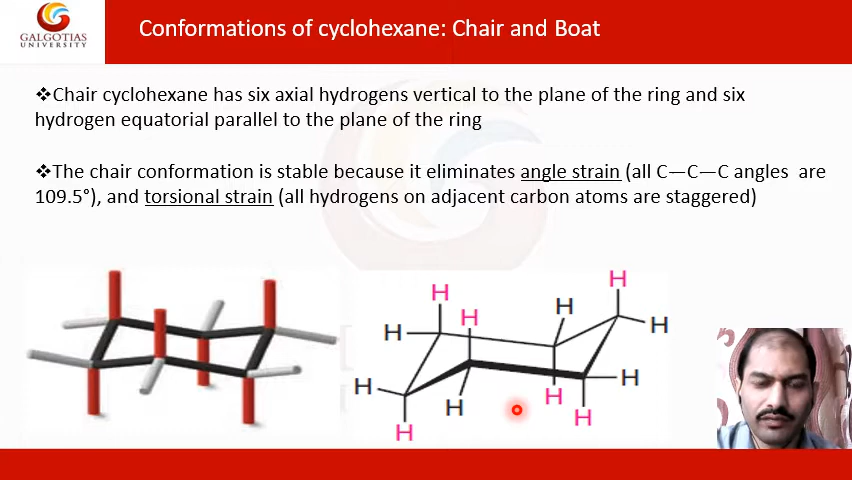 GALGOTIAS
UNIVERSITY
Conformations of cyclohexane: Chair and Boat
❖Chair cyclohexane has six axial hydrogens vertical to the plane of the ring and six
hydrogen equatorial parallel to the plane of the ring
❖The chair conformation is stable because it eliminates angle strain (all C—C—C angles are
109.5°), and torsional strain (all hydrogens on adjacent carbon atoms are staggered)
H
H
H
H
H
H
H
H
H
H
H
H